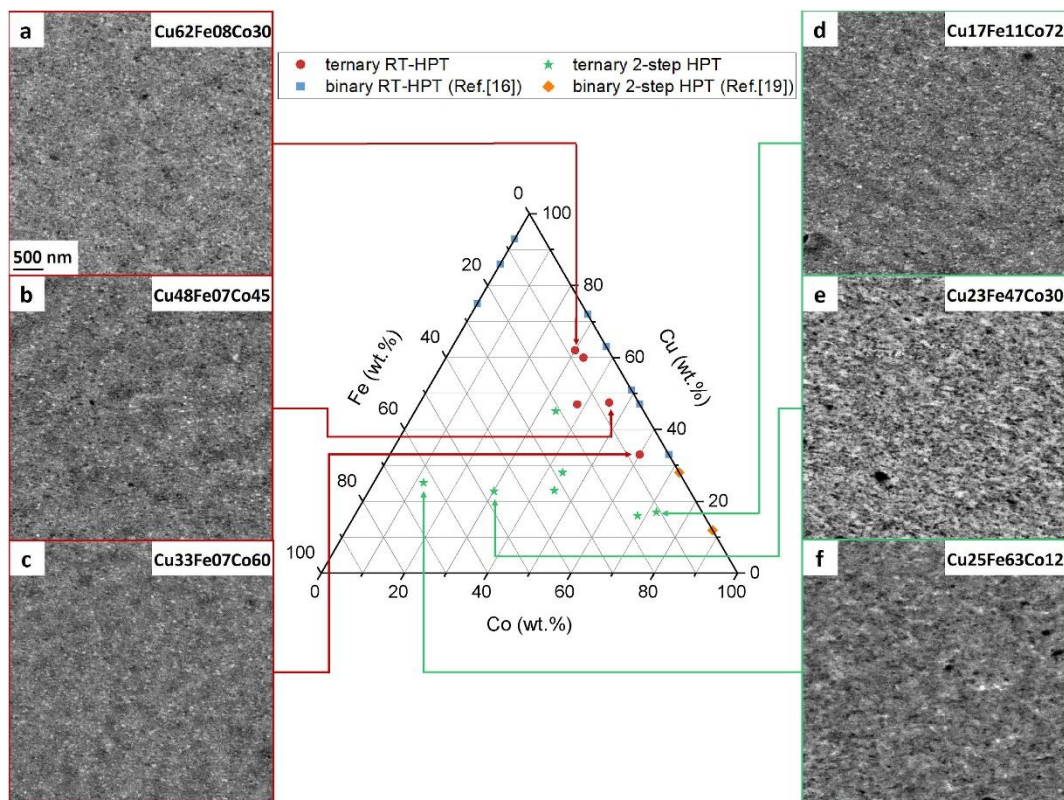 a
Cu62Fe08Co30
500 nm
b
Cu48Fe07Co45
c
Cu33Fe07Co60
ternary RT-HPT
ternary 2-step HPT
binary RT-HPT (Ref.[16])
binary 2-step HPT (Ref.[19])
0
20
40
60
80
100
Fe (wt.%)
100
80
60
40
20
0
Cu (wt.%)
0
20
40
60
80
100
Co (wt.%)
d
Cu17Fe11Co72
e
Cu23Fe47Co30
f
Cu25Fe63Co12